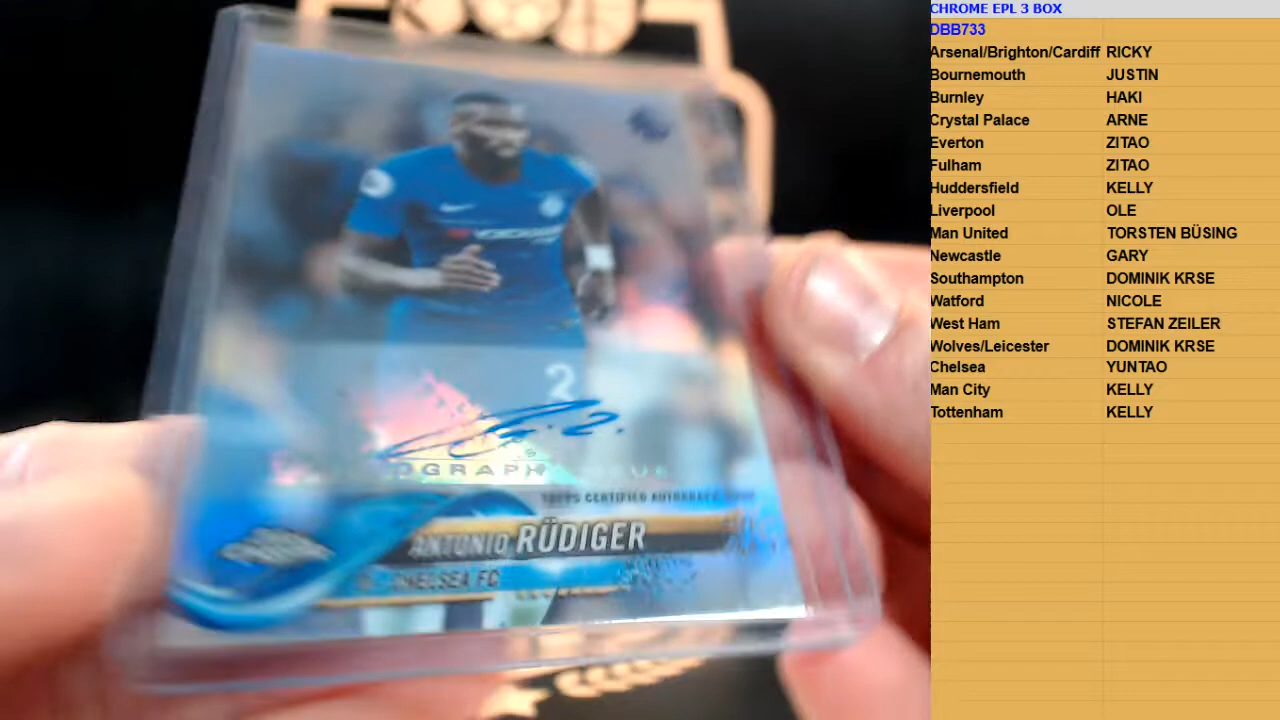 CHROME EPL 3 BOX
DBB733
Arsenal/Brighton/Cardiff RICKY
Bournemouth JUSTIN
Burnley HAKI
Crystal Palace ARNE
Everton ZITAO
Fulham ZITAO
Huddersfield KELLY
Liverpool OLE
Man United TORSTEN BÜSING
Newcastle GARY
Southampton DOMINIK KRSE
Watford NICOLE
West Ham STEFAN ZEILER
Wolves/Leicester DOMINIK KRSE
Chelsea YUNTAO
Man City KELLY
Tottenham KELLY
2
TOPPS CERTIFIED AUTOGRAPH
ANTONIO RÜDIGER
CHELSEA FC